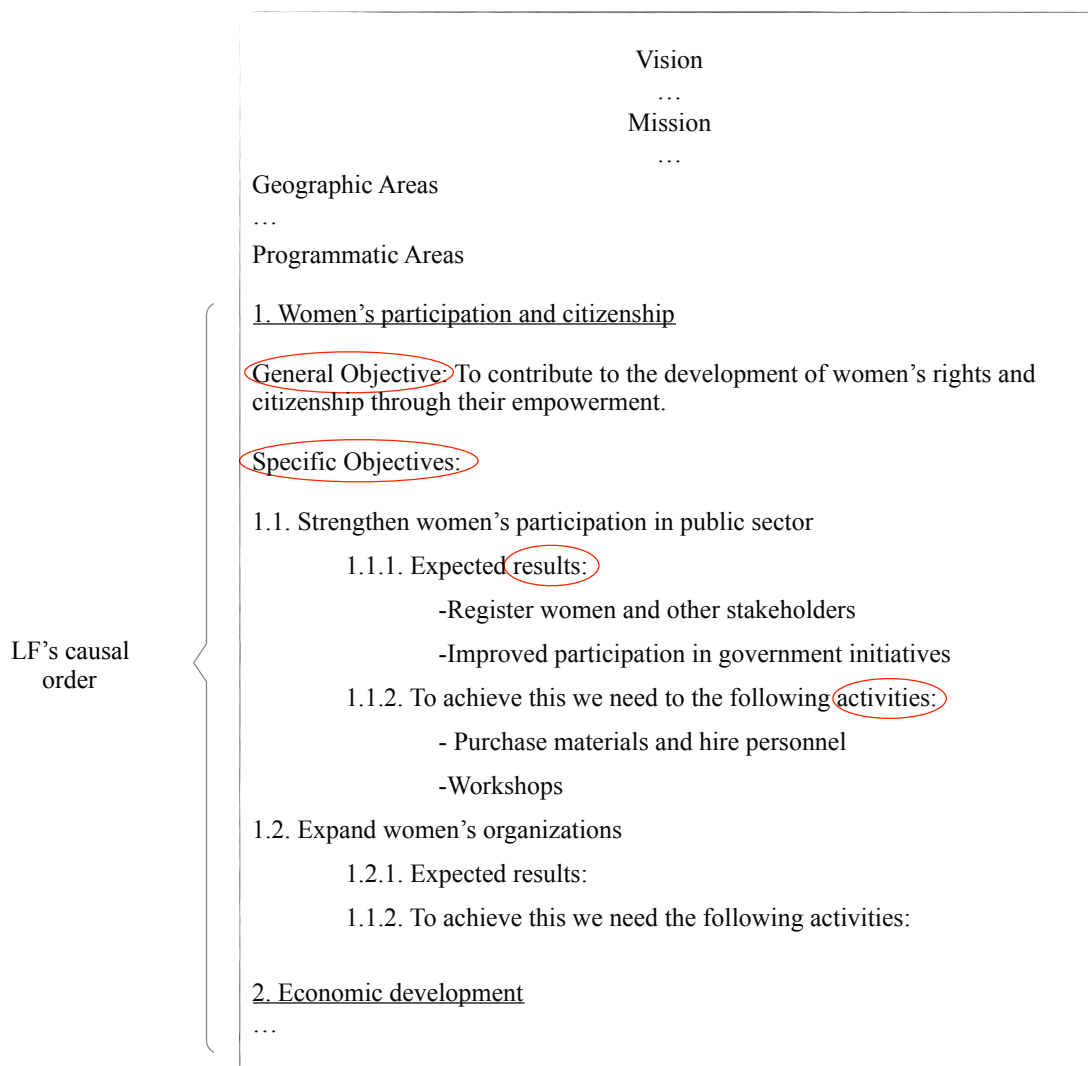 Vision
…
Mission
…
Geographic Areas
…
Programmatic Areas
1. Women’s participation and citizenship
General Objective: To contribute to the development of women’s rights and
citizenship through their empowerment.
Specific Objectives:
1.1. Strengthen women’s participation in public sector
1.1.1. Expected results:
-Register women and other stakeholders
-Improved participation in government initiatives
1.1.2. To achieve this we need to the following activities:
- Purchase materials and hire personnel
-Workshops
1.2. Expand women’s organizations
1.2.1. Expected results:
1.1.2. To achieve this we need the following activities:
2. Economic development
…
LF’s causal
order